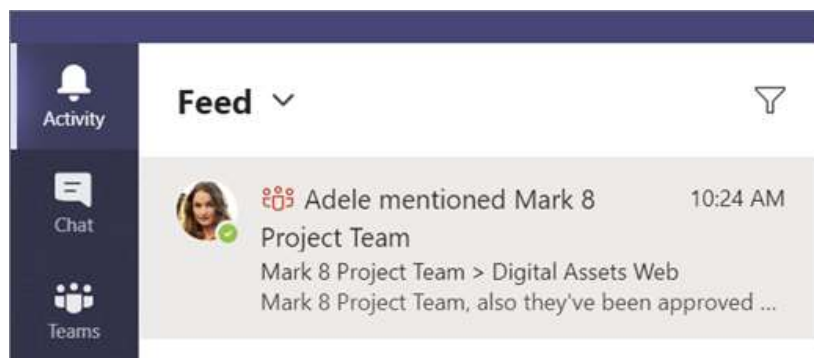 Activity
Chat
Teams
Feed
Adele mentioned Mark 8
10:24 AM
Project Team
Mark 8 Project Team > Digital Assets Web
Mark 8 Project Team, also they've been approved ...